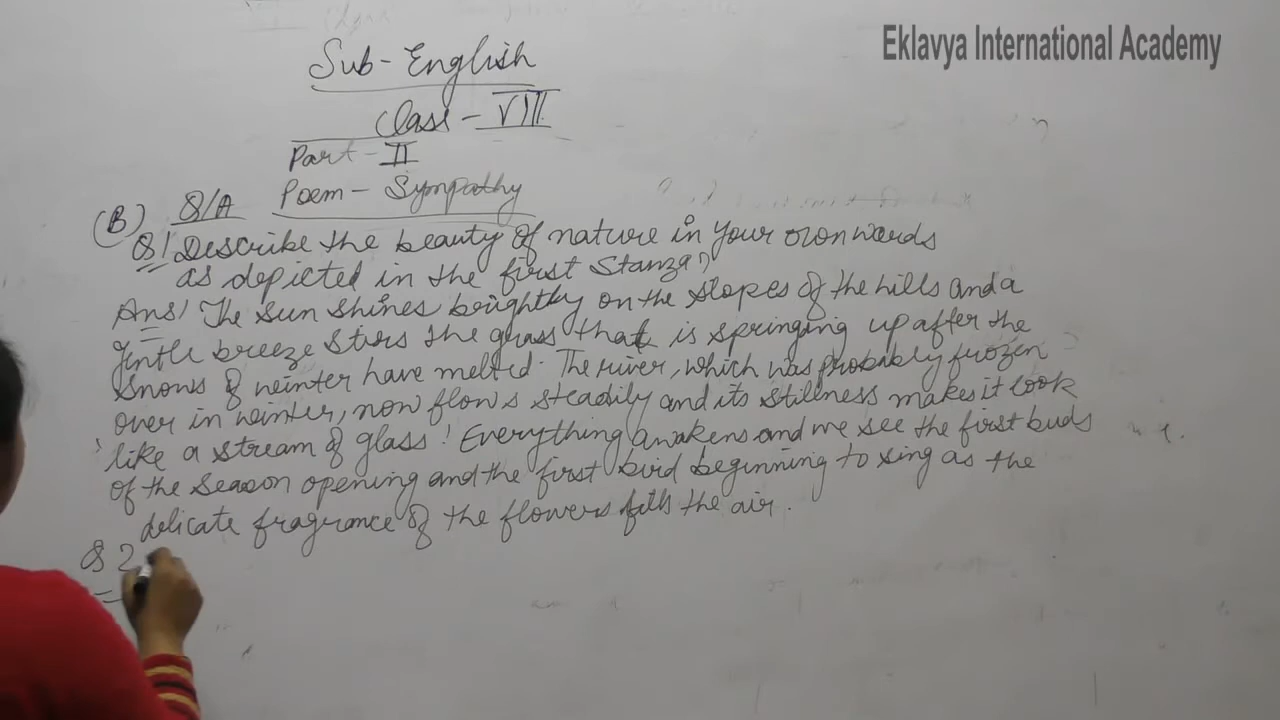 Eklavya International Academy
Sub - English
Class - VIII
Part - II
Poem - Sympathy
(B) Q/A
Q1 Describe the beauty of nature in your own words
as depicted in the first Stanza?
Ans) The sun shines brightly on the slopes of the hills and a
gentle breeze stirs the grass that is springing up after the
snows of winter have melted. The river, which was probably frozen
over in winter, now flows steadily and its stillness makes it look
like a stream of glass! Everything awakens and we see the first buds
of the season opening and the first bird beginning to sing as the
delicate fragrance of the flowers fills the air.
Q 2